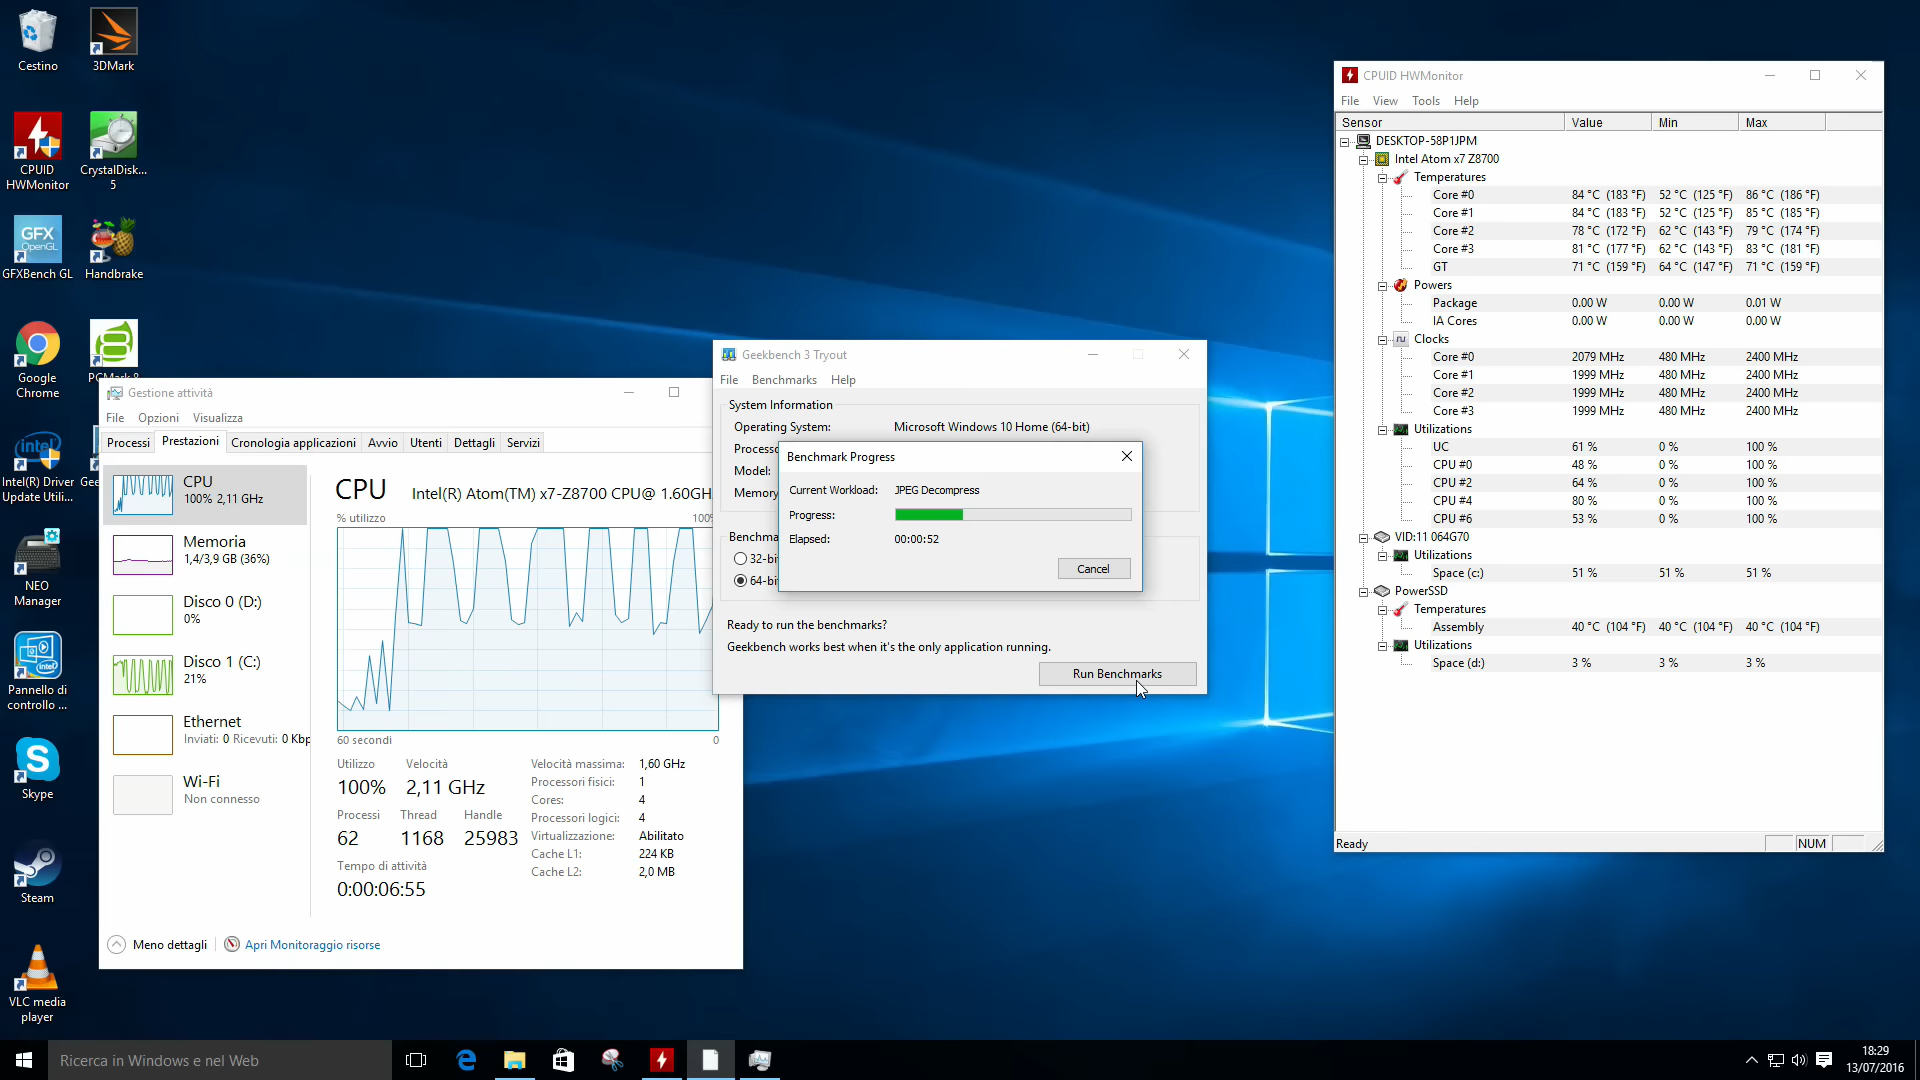 Cestino
3DMark
CPUID HWMonitor
CrystalDisk... 5
GFX OpenGL
GFXBench GL
Handbrake
Google Chrome
PCMark 8
Intel(R) Driver Update Utili...
Gee
NEO Manager
Pannello di controllo ...
Skype
Steam
VLC media player
Gestione attività
File Opzioni Visualizza
Processi Prestazioni Cronologia applicazioni Avvio Utenti Dettagli Servizi
CPU
100% 2,11 GHz
Memoria
1,4/3,9 GB (36%)
Disco 0 (D:)
0%
Disco 1 (C:)
21%
Ethernet
Inviati: 0 Ricevuti: 0 Kbp
Wi-Fi
Non connesso
CPU Intel(R) Atom(TM) x7-Z8700 CPU@ 1.60GH
% utilizzo 100%
60 secondi 0
Utilizzo Velocità
100% 2,11 GHz
Processi Thread Handle
62 1168 25983
Tempo di attività
0:00:06:55
Velocità massima: 1,60 GHz
Processori fisici: 1
Cores: 4
Processori logici: 4
Virtualizzazione: Abilitato
Cache L1: 224 KB
Cache L2: 2,0 MB
Meno dettagli Apri Monitoraggio risorse
Geekbench 3 Tryout
File Benchmarks Help
System Information
Operating System: Microsoft Windows 10 Home (64-bit)
Processo
Model:
Memory
Benchma
32-bi
64-bi
Benchmark Progress
Current Workload: JPEG Decompress
Progress:
Elapsed: 00:00:52
Cancel
Ready to run the benchmarks?
Geekbench works best when it's the only application running.
Run Benchmarks
CPUID HWMonitor
File View Tools Help
Sensor Value Min Max
DESKTOP-58P1JPM
Intel Atom x7 Z8700
Temperatures
Core #0 84 °C (183 °F) 52 °C (125 °F) 86 °C (186 °F)
Core #1 84 °C (183 °F) 52 °C (125 °F) 85 °C (185 °F)
Core #2 78 °C (172 °F) 62 °C (143 °F) 79 °C (174 °F)
Core #3 81 °C (177 °F) 62 °C (143 °F) 83 °C (181 °F)
GT 71 °C (159 °F) 64 °C (147 °F) 71 °C (159 °F)
Powers
Package 0.00 W 0.00 W 0.01 W
IA Cores 0.00 W 0.00 W 0.00 W
Clocks
Core #0 2079 MHz 480 MHz 2400 MHz
Core #1 1999 MHz 480 MHz 2400 MHz
Core #2 1999 MHz 480 MHz 2400 MHz
Core #3 1999 MHz 480 MHz 2400 MHz
Utilizations
UC 61 % 0 % 100 %
CPU #0 48 % 0 % 100 %
CPU #2 64 % 0 % 100 %
CPU #4 80 % 0 % 100 %
CPU #6 53 % 0 % 100 %
VID:11 064G70
Utilizations
Space (c:) 51 % 51 % 51 %
PowerSSD
Temperatures
Assembly 40 °C (104 °F) 40 °C (104 °F) 40 °C (104 °F)
Utilizations
Space (d:) 3 % 3 % 3 %
Ready NUM
Ricerca in Windows e nel Web
18:29
13/07/2016